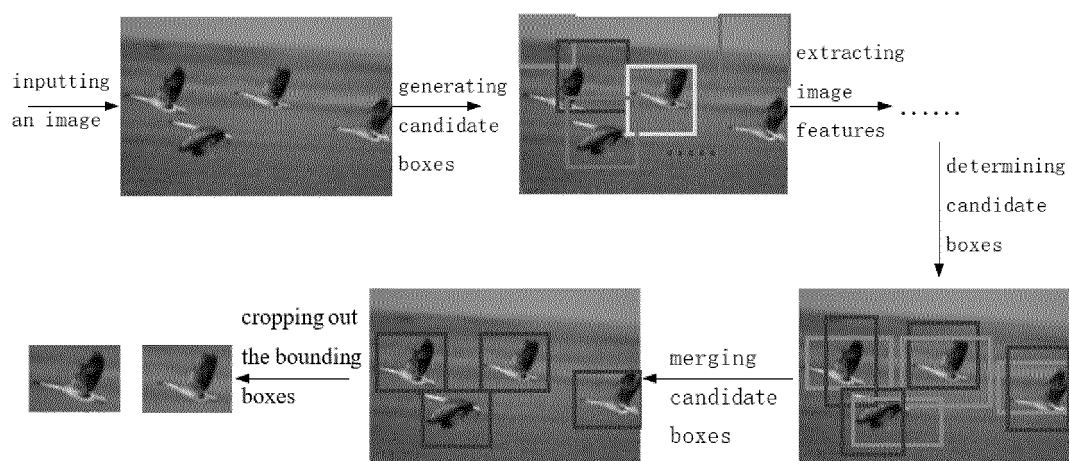 inputting
an image
generating
candidate
boxes
extracting
image
features
......
......
determining
candidate
boxes
merging
candidate
boxes
cropping out
the bounding
boxes